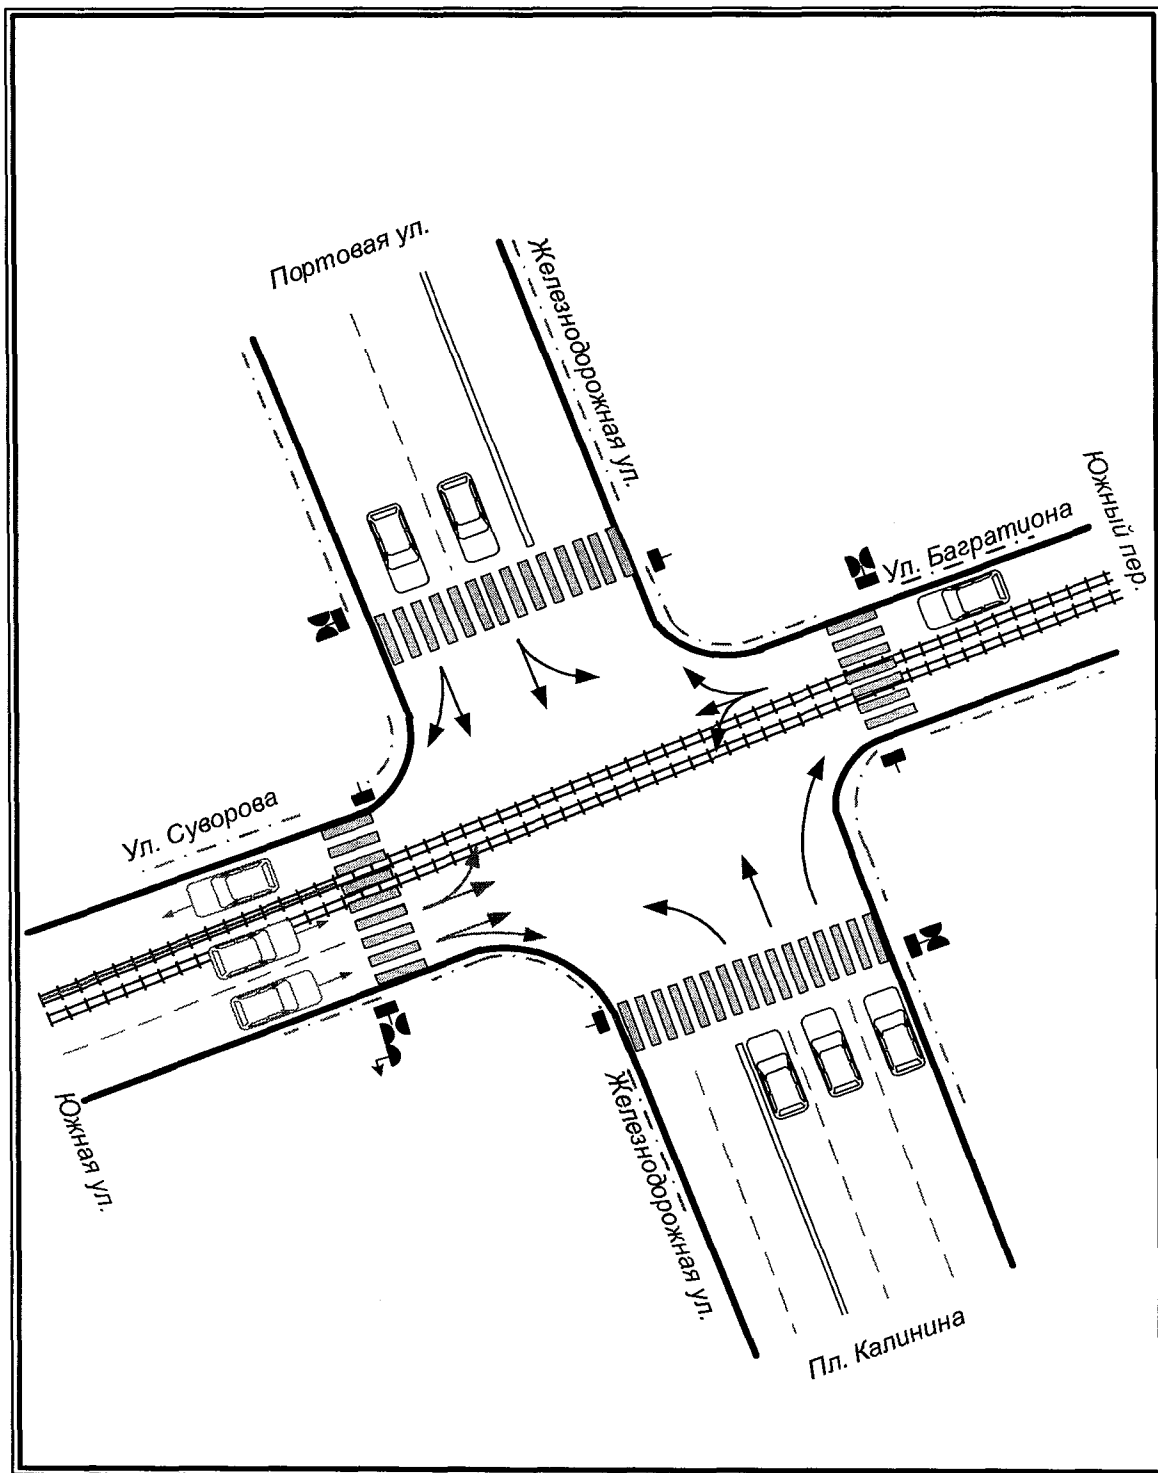 Портовая ул.
Железнодорожная ул.
Южный пер.
Ул. Багратиона
Ул. Суворова
Южная ул.
Железнодорожная ул.
Пл. Калинина